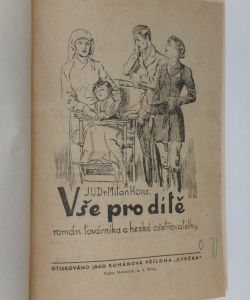 JUDr Milan Hora:
Vše pro dítě
román továrníka a hezké ošetřovatelky
OTISKOVÁNO JAKO ROMÁNOVÁ PŘÍLOHA „CVRČKA“